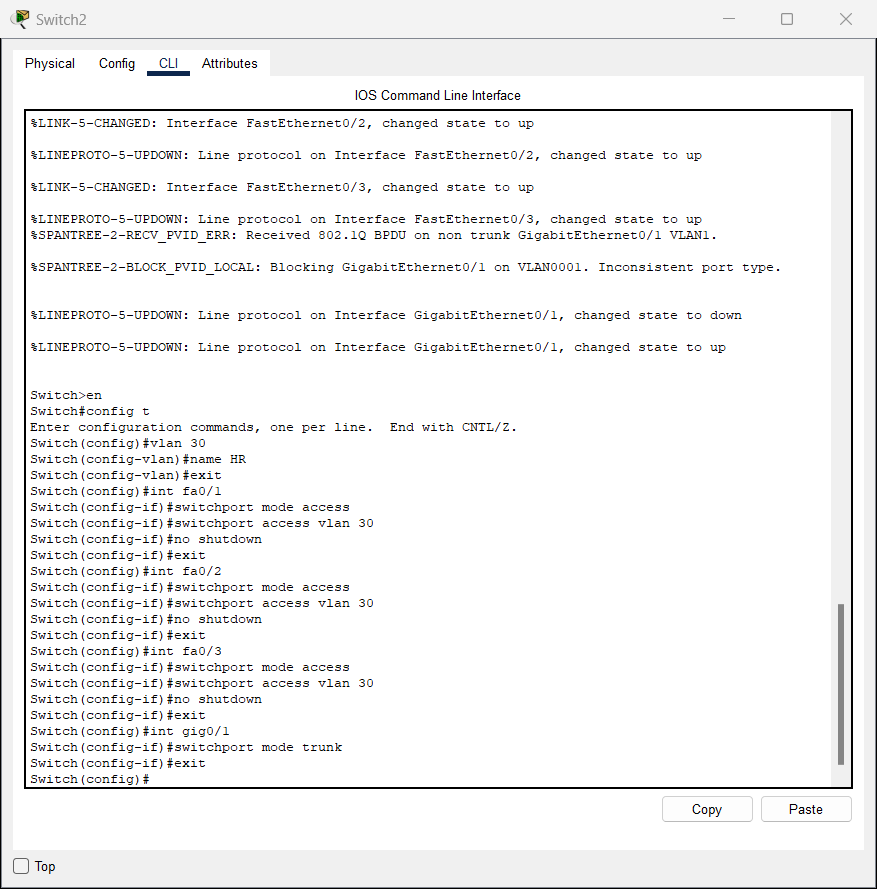 Switch2
Physical Config CLI Attributes
IOS Command Line Interface
%LINK-5-CHANGED: Interface FastEthernet0/2, changed state to up
%LINEPROTO-5-UPDOWN: Line protocol on Interface FastEthernet0/2, changed state to up
%LINK-5-CHANGED: Interface FastEthernet0/3, changed state to up
%LINEPROTO-5-UPDOWN: Line protocol on Interface FastEthernet0/3, changed state to up
%SPANTREE-2-RECV_PVID_ERR: Received 802.1Q BPDU on non trunk GigabitEthernet0/1 VLAN1.
%SPANTREE-2-BLOCK_PVID_LOCAL: Blocking GigabitEthernet0/1 on VLAN0001. Inconsistent port type.
%LINEPROTO-5-UPDOWN: Line protocol on Interface GigabitEthernet0/1, changed state to down
%LINEPROTO-5-UPDOWN: Line protocol on Interface GigabitEthernet0/1, changed state to up
Switch>en
Switch#config t
Enter configuration commands, one per line.  End with CNTL/Z.
Switch(config)#vlan 30
Switch(config-vlan)#name HR
Switch(config-vlan)#exit
Switch(config)#int fa0/1
Switch(config-if)#switchport mode access
Switch(config-if)#switchport access vlan 30
Switch(config-if)#no shutdown
Switch(config-if)#exit
Switch(config)#int fa0/2
Switch(config-if)#switchport mode access
Switch(config-if)#switchport access vlan 30
Switch(config-if)#no shutdown
Switch(config-if)#exit
Switch(config)#int fa0/3
Switch(config-if)#switchport mode access
Switch(config-if)#switchport access vlan 30
Switch(config-if)#no shutdown
Switch(config-if)#exit
Switch(config)#int gig0/1
Switch(config-if)#switchport mode trunk
Switch(config-if)#exit
Switch(config)#
Copy Paste
Top